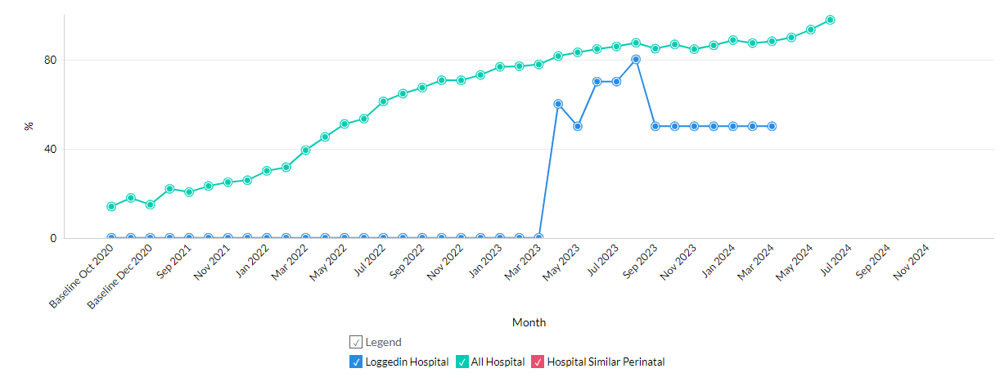 80
%
40
0
Baseline Oct 2020
Baseline Dec 2020
Sep 2021
Nov 2021
Jan 2022
Mar 2022
May 2022
Jul 2022
Sep 2022
Nov 2022
Jan 2023
Mar 2023
May 2023
Jul 2023
Sep 2023
Nov 2023
Jan 2024
Mar 2024
May 2024
Jul 2024
Sep 2024
Nov 2024
Month
Legend
Loggedin Hospital All Hospital Hospital Similar Perinatal